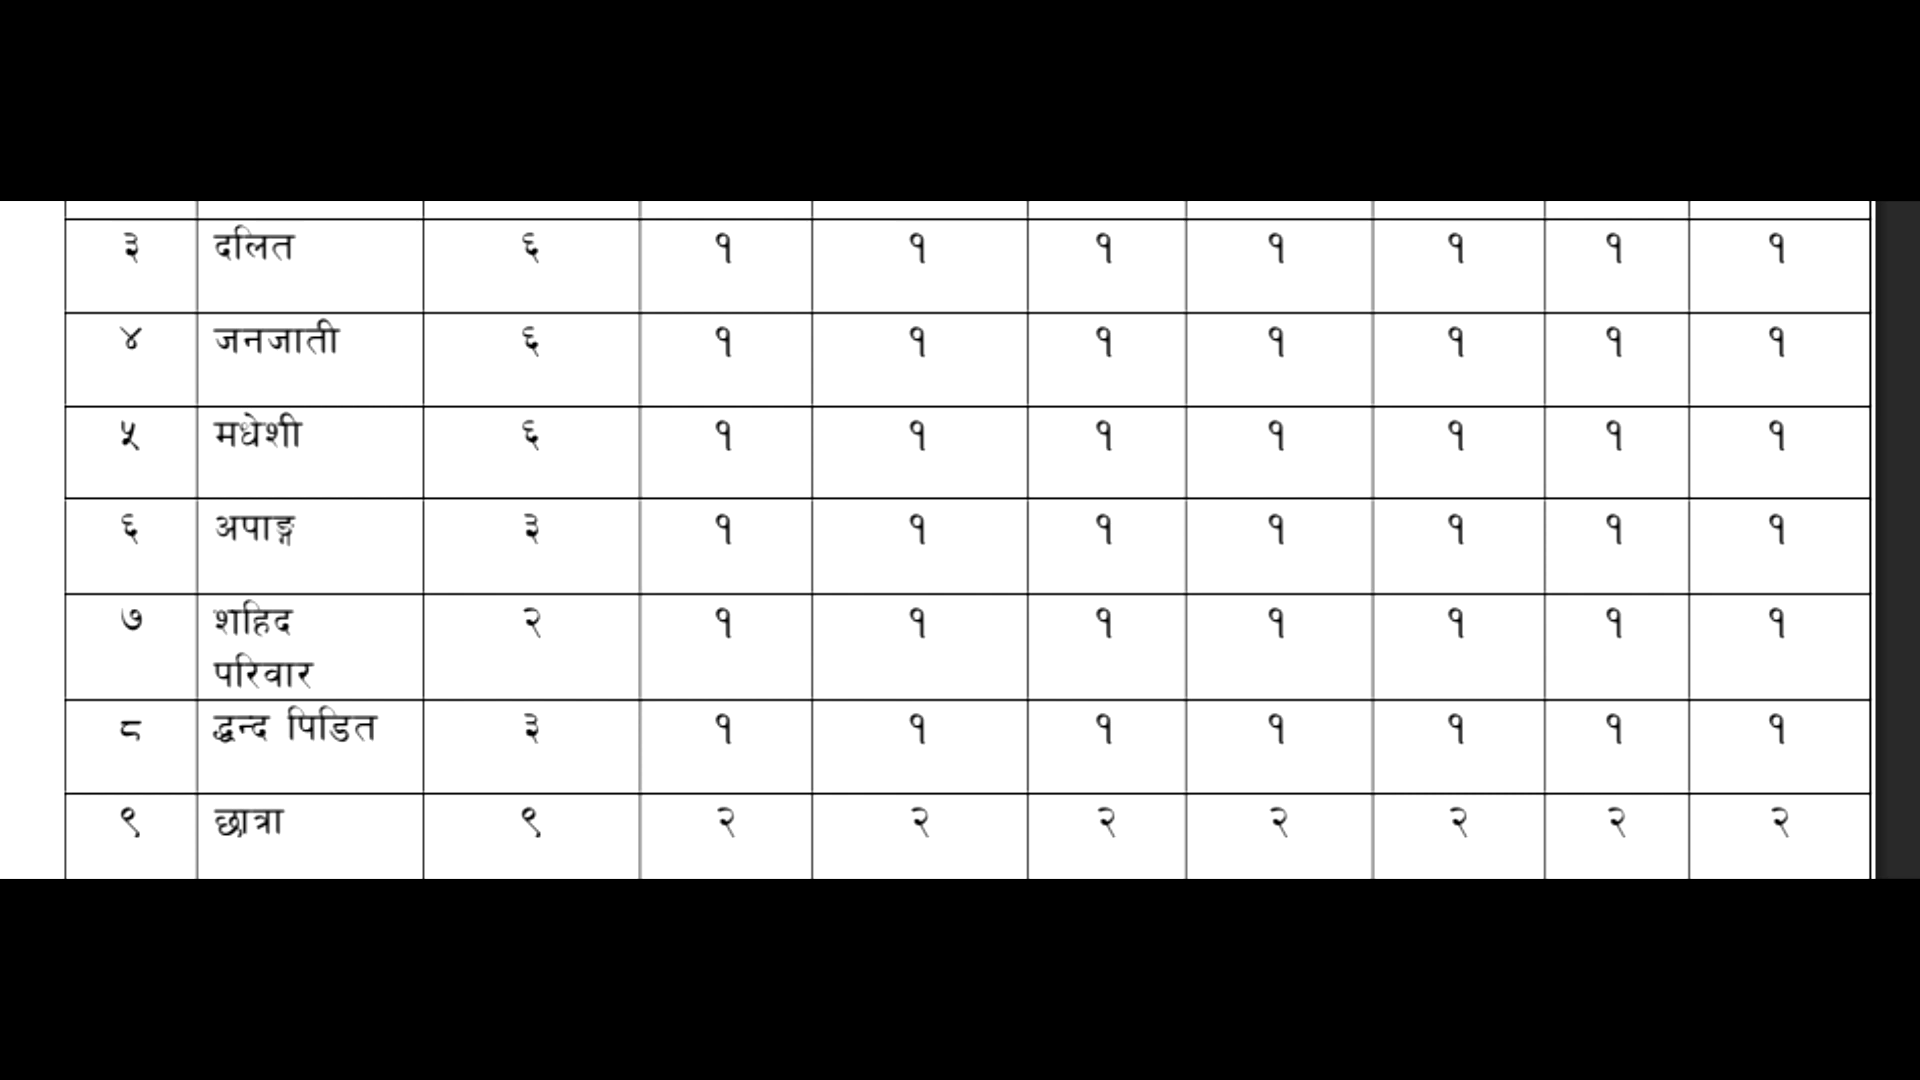 ३ दलित ६ १ १ १ १ १ १ १
४ जनजाती ६ १ १ १ १ १ १ १
५ मधेशी ६ १ १ १ १ १ १ १
६ अपाङ्ग ३ १ १ १ १ १ १ १
७ शहिद २ १ १ १ १ १ १ १
परिवार
८ द्धन्द पिडित ३ १ १ १ १ १ १ १
९ छात्रा ९ २ २ २ २ २ २ २